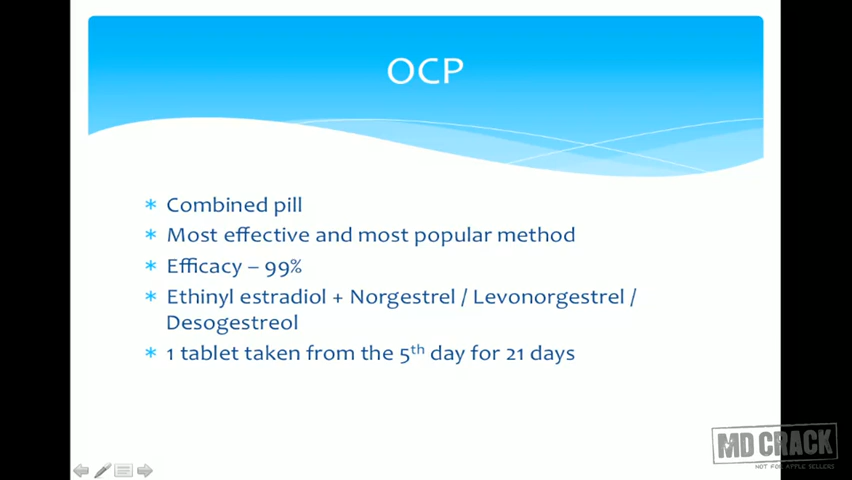 OCP
* Combined pill
* Most effective and most popular method
* Efficacy – 99%
* Ethinyl estradiol + Norgestrel / Levonorgestrel /
Desogestreol
* 1 tablet taken from the 5th day for 21 days
MD CRACK
NOT FOR APPLE SELLERS